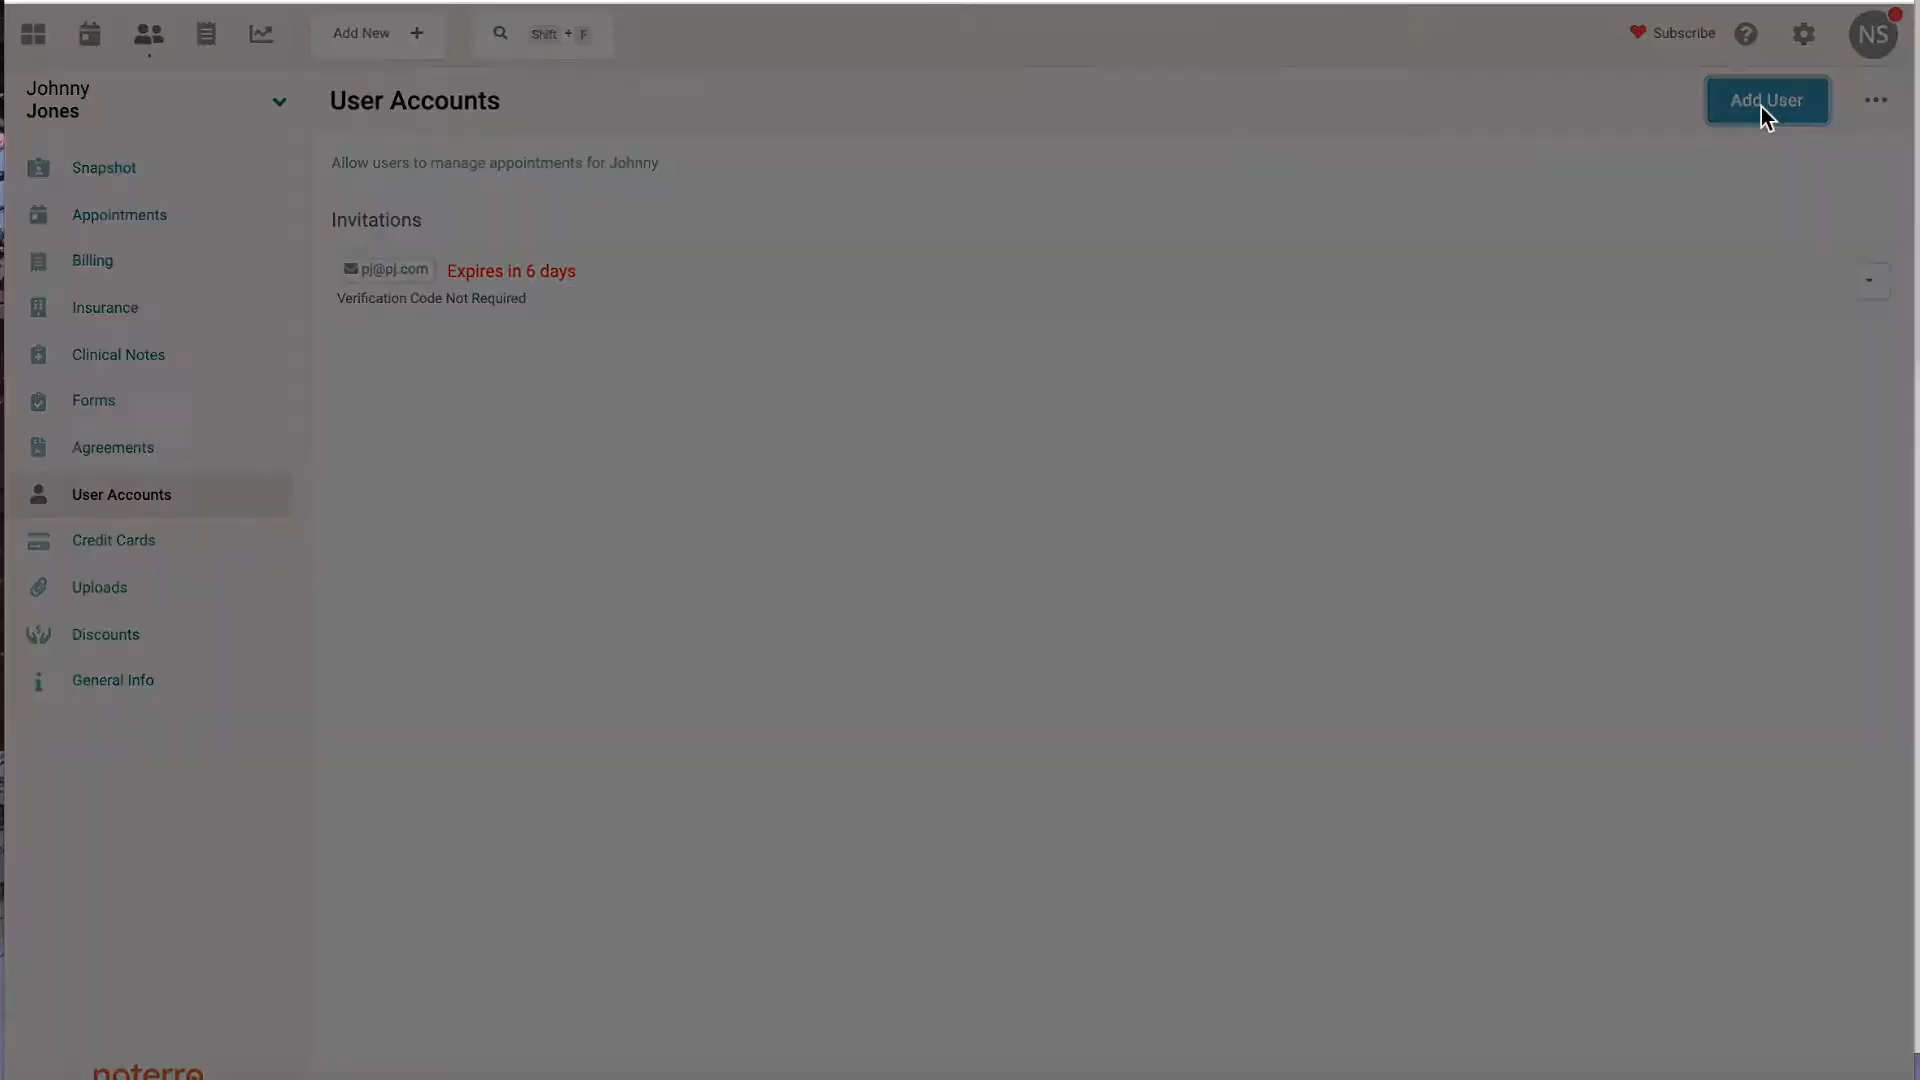 Add New +
Shift + F
Subscribe
NS
Johnny
Jones
User Accounts
Add User
Snapshot
Appointments
Billing
Insurance
Clinical Notes
Forms
Agreements
User Accounts
Credit Cards
Uploads
Discounts
General Info
Allow users to manage appointments for Johnny
Invitations
pj@pj.com Expires in 6 days
Verification Code Not Required
noterro